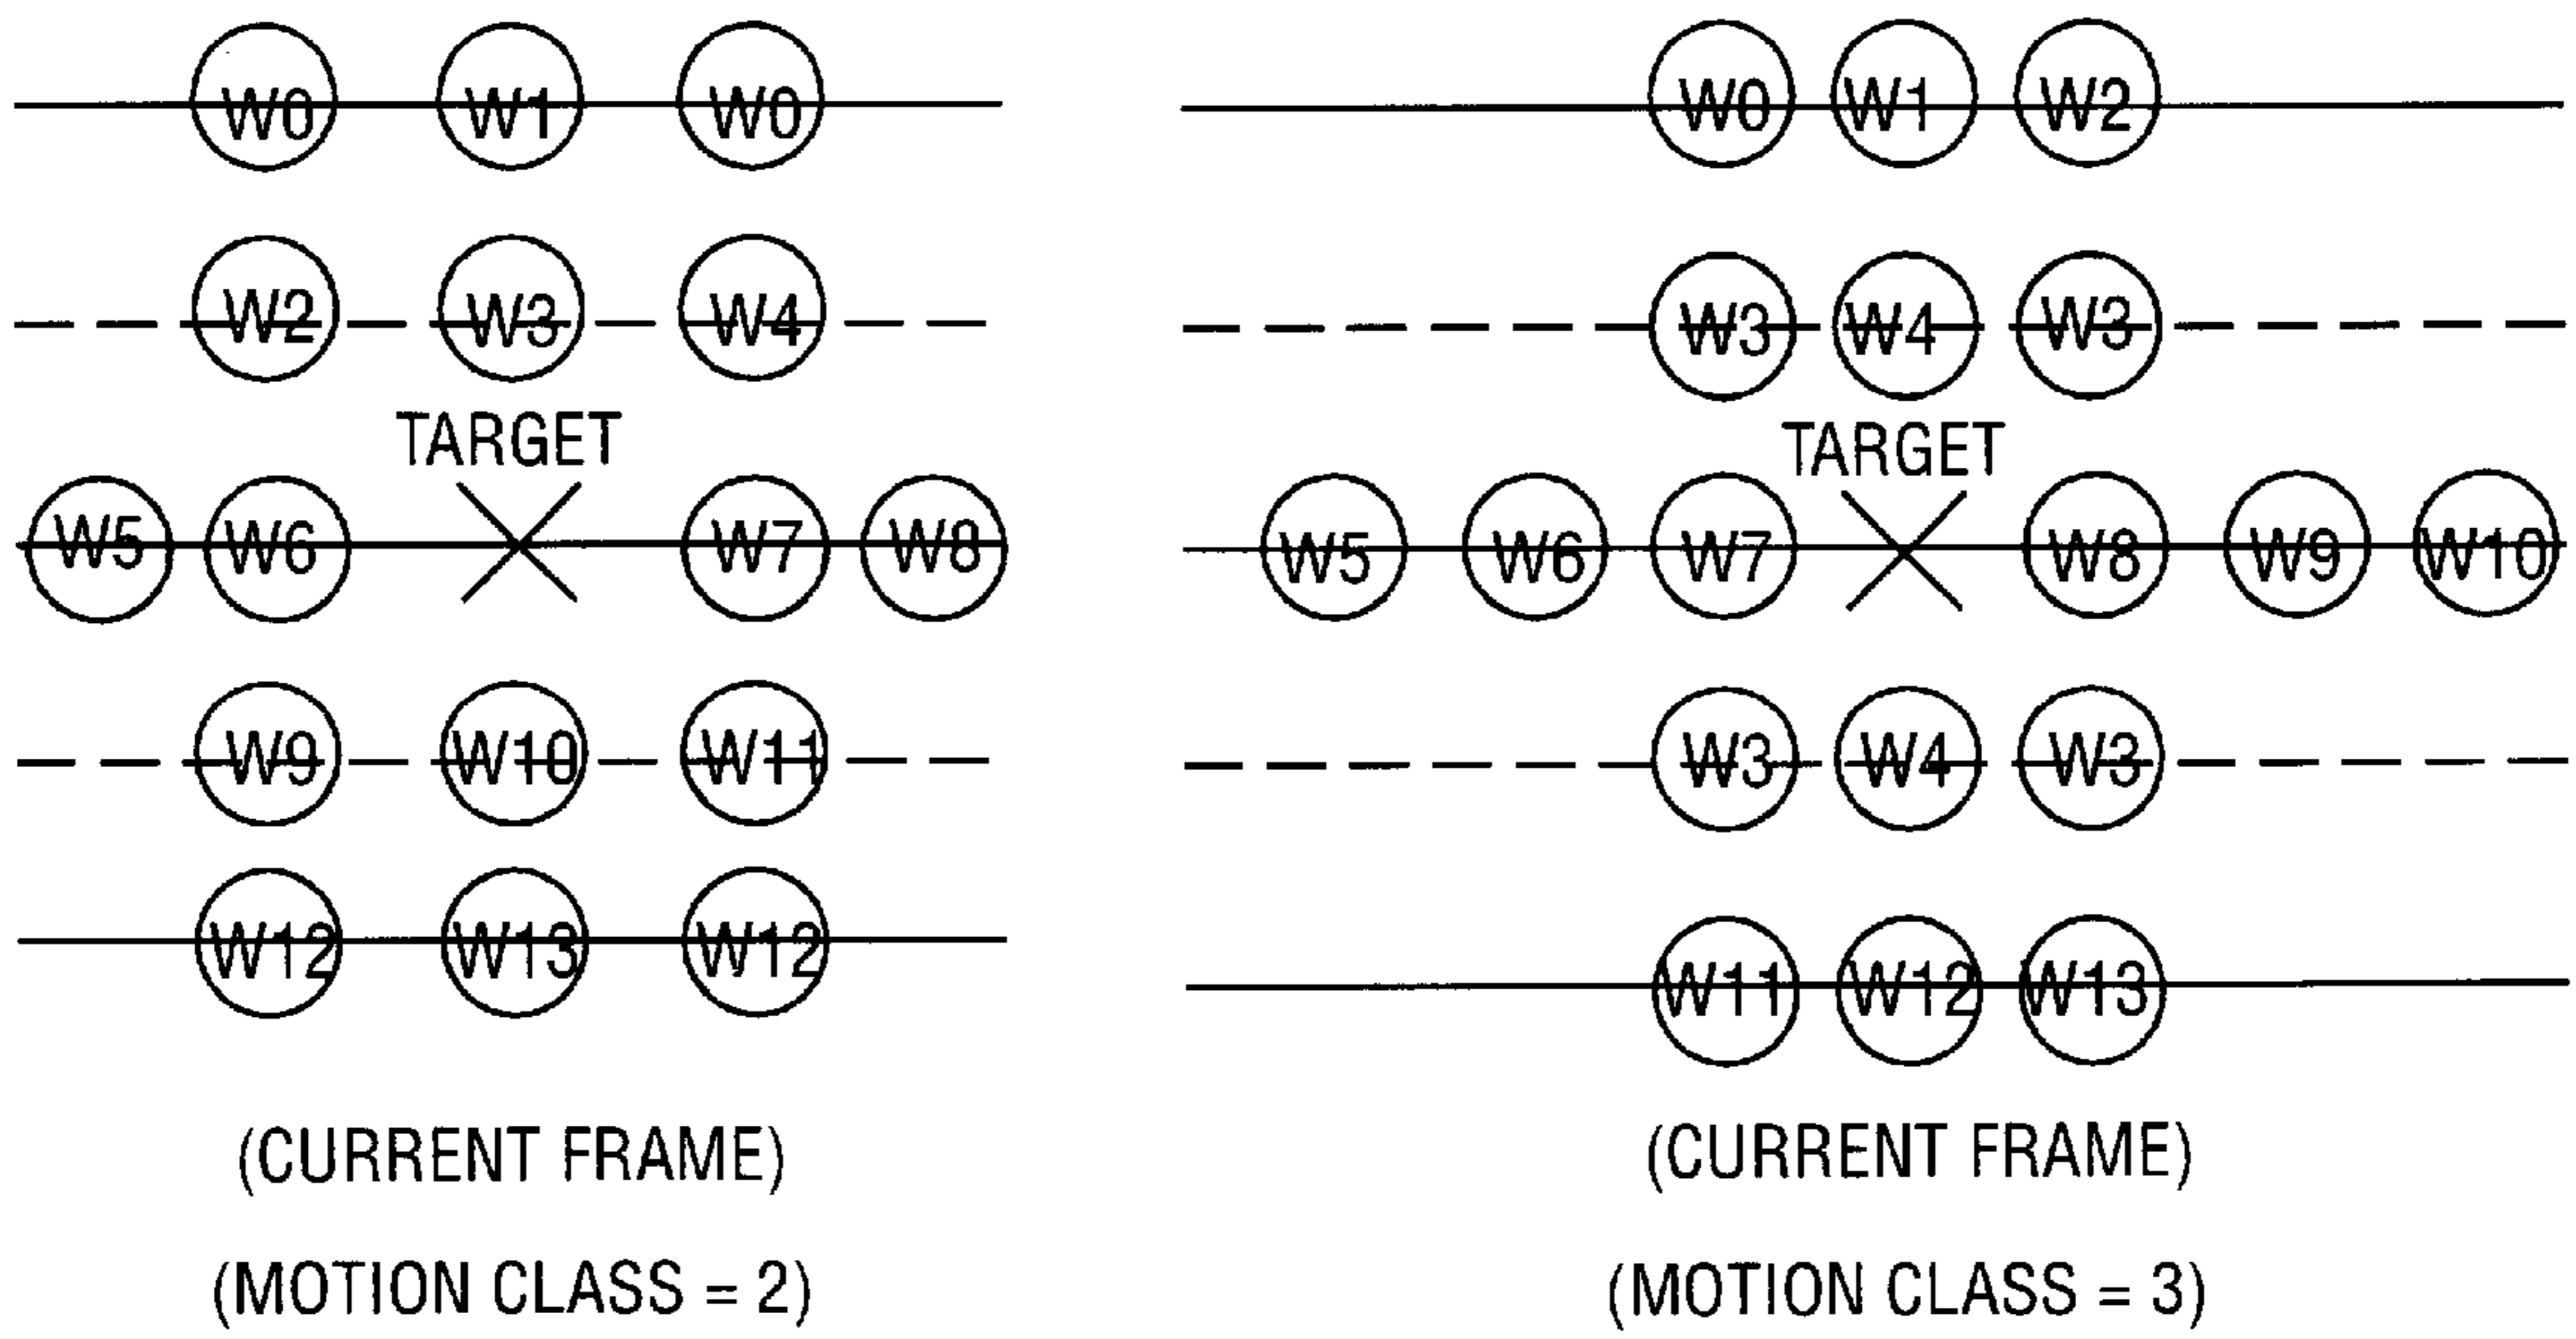 W0 W1 W0
W2 W3 W4
TARGET
W5 W6 W7 W8
W9 W10 W11
W12 W13 W12
(CURRENT FRAME)
(MOTION CLASS = 2)
W0 W1 W2
W3 W4 W3
TARGET
W5 W6 W7 W8 W9 W10
W3 W4 W3
W11 W12 W13
(CURRENT FRAME)
(MOTION CLASS = 3)